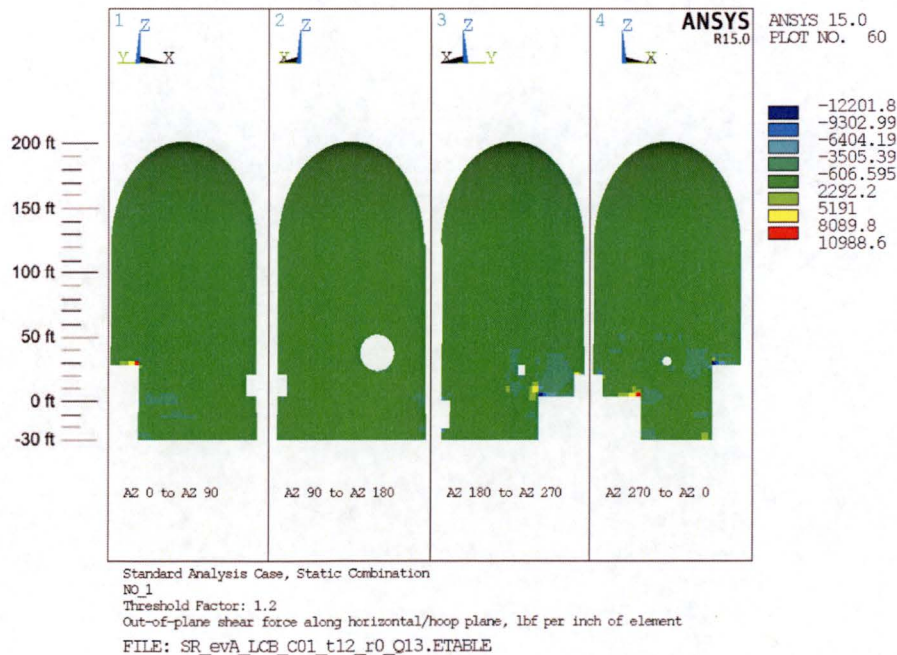 1
Z
Y
X
2
Z
X
3
Z
X
Y
4
Z
X
ANSYS
R15.0
ANSYS 15.0
PLOT NO. 60
-12201.8
-9302.99
-6404.19
-3505.39
-606.595
2292.2
5191
8089.8
10988.6
200 ft
150 ft
100 ft
50 ft
0 ft
-30 ft
AZ 0 to AZ 90
AZ 90 to AZ 180
AZ 180 to AZ 270
AZ 270 to AZ 0
Standard Analysis Case, Static Combination
NO_1
Threshold Factor: 1.2
Out-of-plane shear force along horizontal/hoop plane, lbf per inch of element
FILE: SR_evA_LCB_C01_t12_r0_Q13.ETABLE